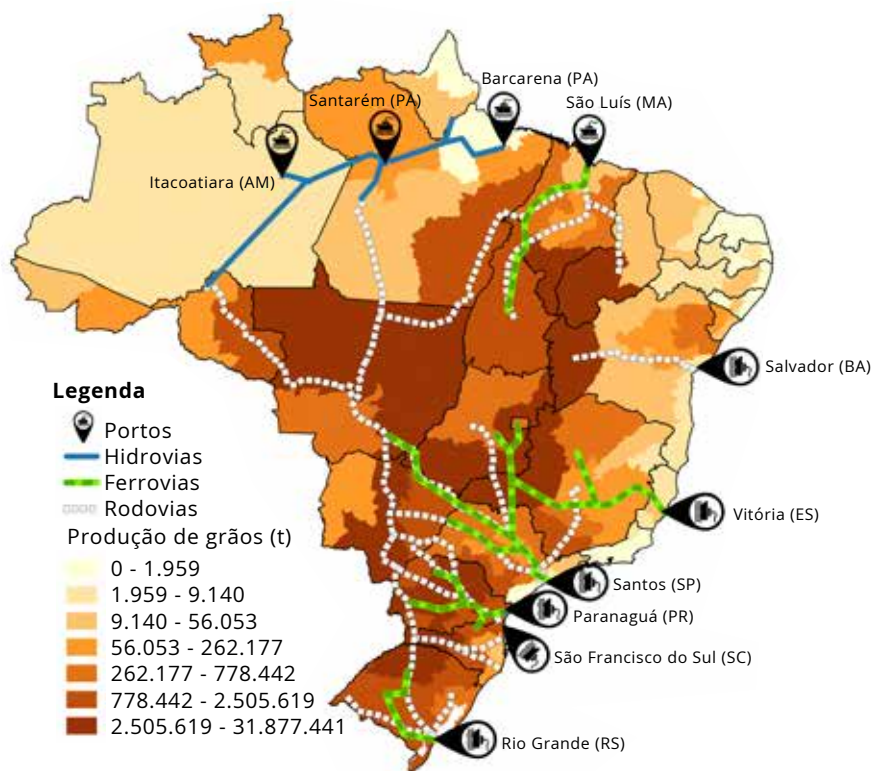 Barcarena (PA)
Santarém (PA)
São Luís (MA)
Itacoatiara (AM)
Salvador (BA)
Legenda
Portos
Hidrovias
Ferrovias
Rodovias
Vitória (ES)
Produção de grãos (t)
0 - 1.959
1.959 - 9.140
9.140 - 56.053
56.053 - 262.177
262.177 - 778.442
778.442 - 2.505.619
2.505.619 - 31.877.441
Santos (SP)
Paranaguá (PR)
São Francisco do Sul (SC)
Rio Grande (RS)